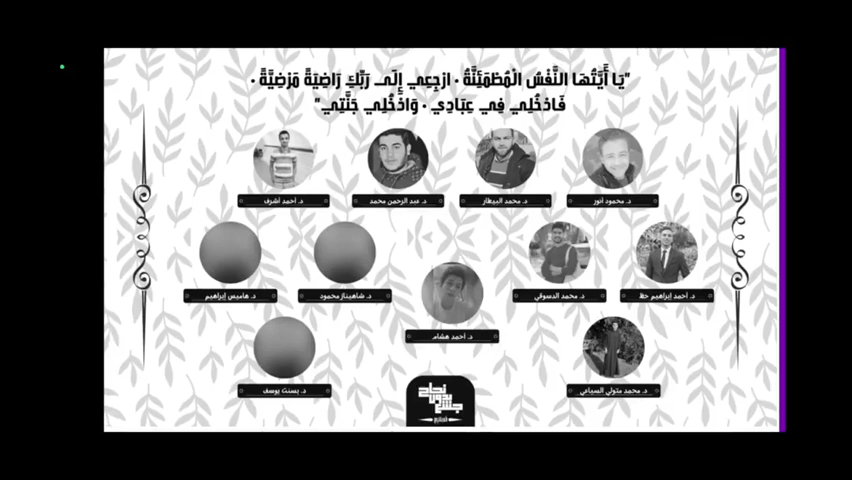 "يَا أَيَّتُهَا النَّفْسُ الْمُطْمَئِنَّةُ • ارْجِعِي إِلَى رَبِّكِ رَاضِيَةً مَرْضِيَّةً •
فَادْخُلِي فِي عِبَادِي • وَادْخُلِي جَنَّتِي"
د. محمود أنور
د. محمد البيطار
د. عبد الرحمن محمد
د. أحمد أشرف
د. أحمد إبراهيم حظ
د. محمد الدسوقي
د. شاهيناز محمود
د. هاميس إبراهيم
د. أحمد هشام
د. محمد متولي السباعي
د. بسنت يوسف